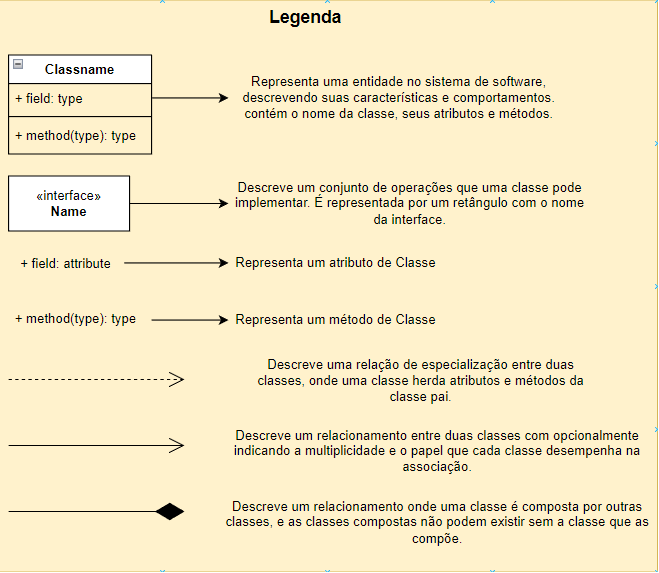 Legenda
Classname
+ field: type
+ method(type): type
Representa uma entidade no sistema de software,
descrevendo suas características e comportamentos.
contém o nome da classe, seus atributos e métodos.
«interface»
Name
Descreve um conjunto de operações que uma classe pode
implementar. É representada por um retângulo com o nome
da interface.
+ field: attribute
Representa um atributo de Classe
+ method(type): type
Representa um método de Classe
Descreve uma relação de especialização entre duas
classes, onde uma classe herda atributos e métodos da
classe pai.
Descreve um relacionamento entre duas classes com opcionalmente
indicando a multiplicidade e o papel que cada classe desempenha na
associação.
Descreve um relacionamento onde uma classe é composta por outras
classes, e as classes compostas não podem existir sem a classe que as
compõe.